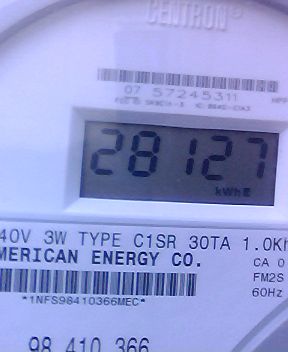 CENTRON®
07 57245311
28127
kWh
40V 3W TYPE C1SR 30TA 1.0Kh
MERICAN ENERGY CO.
CA 0
FM2S
60Hz
*1NFS98410366MEC*
98 410 366